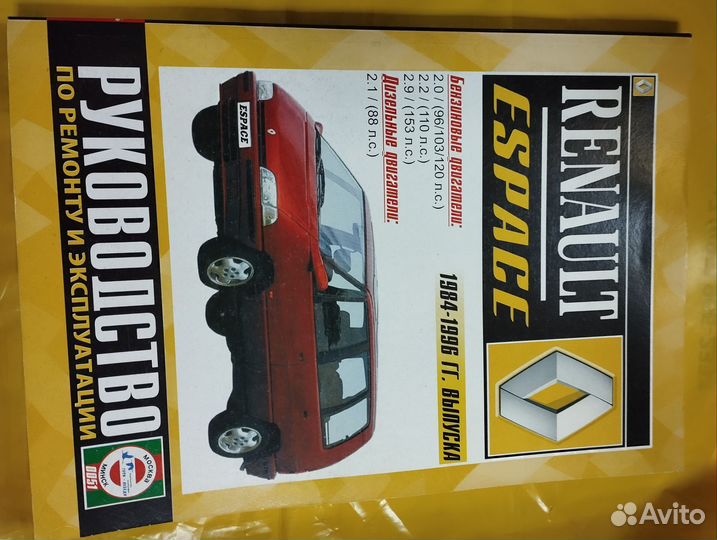 RENAULT
ESPACE
Бензиновые двигатели:
2.0 / (96/103/120 л.с.)
2.2 / (110 л.с.)
2.9 / (153 л.с.)
Дизельные двигатели:
2.1 / (88 л.с.)
1984-1996 ГГ. ВЫПУСКА
ESPACE
РУКОВОДСТВО
ПО РЕМОНТУ И ЭКСПЛУАТАЦИИ
МОСКВА
МИНСК
0051
Avito